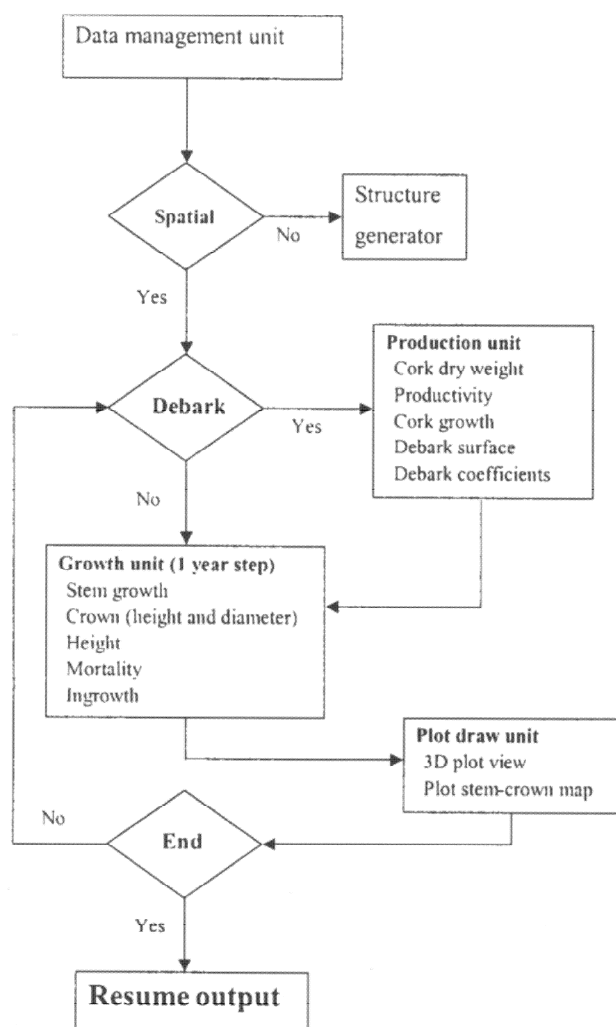 Data management unit
Spatial
No
Structure
generator
Yes
Production unit
Cork dry weight
Productivity
Cork growth
Debark surface
Debark coefficients
Debark
Yes
No
Growth unit (1 year step)
Stem growth
Crown (height and diameter)
Height
Mortality
Ingrowth
Plot draw unit
3D plot view
Plot stem-crown map
No
End
Yes
Resume output